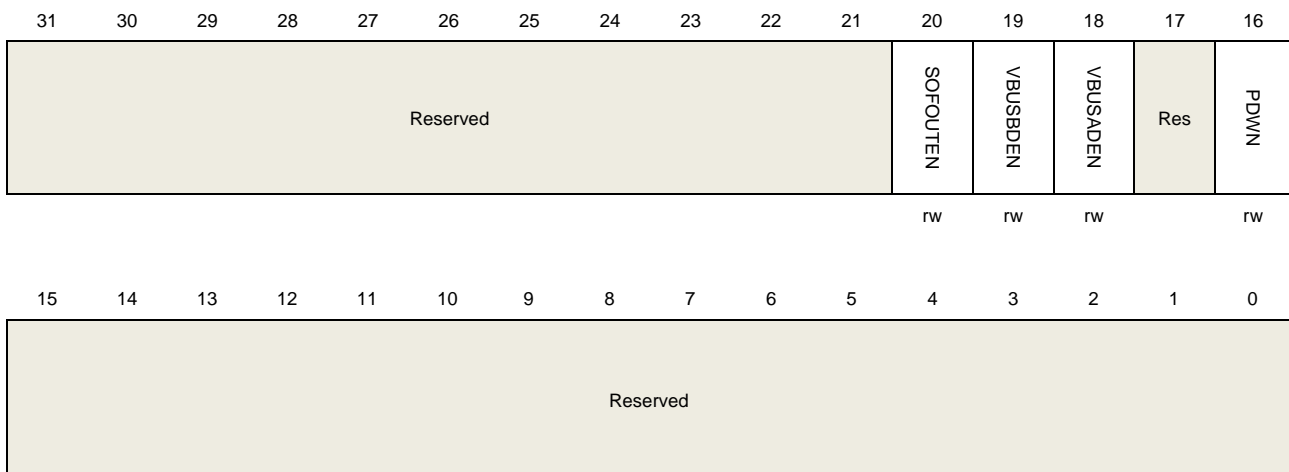 31 30 29 28 27 26 25 24 23 22 21 20 19 18 17 16
Reserved SOFOUTEN VBUSBDEN VBUSADEN Res PDWN
rw rw rw rw
15 14 13 12 11 10 9 8 7 6 5 4 3 2 1 0
Reserved